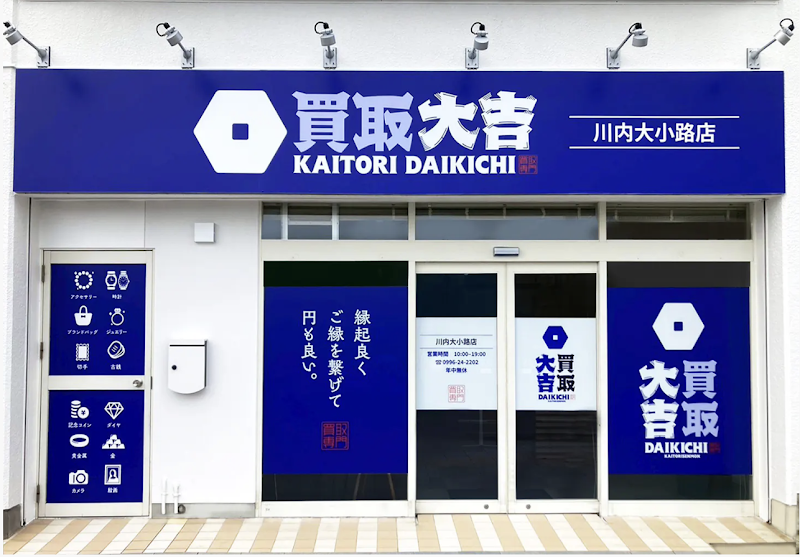 買取大吉
KAITORI DAIKICHI
買取
専門
川内大小路店
アクセサリー
時計
ブランドバッグ
ジュエリー
切手
古銭
記念コイン
ダイヤ
貴金属
金
カメラ
絵画
縁起良く
ご縁を繋げて
円も良い。
買取
専門
川内大小路店
営業時間 10:00-19:00
☎0996-24-2202
年中無休
買取
専門
買取
大吉
DAIKICHI
買取
大吉
DAIKICHI
KAITORISENMON